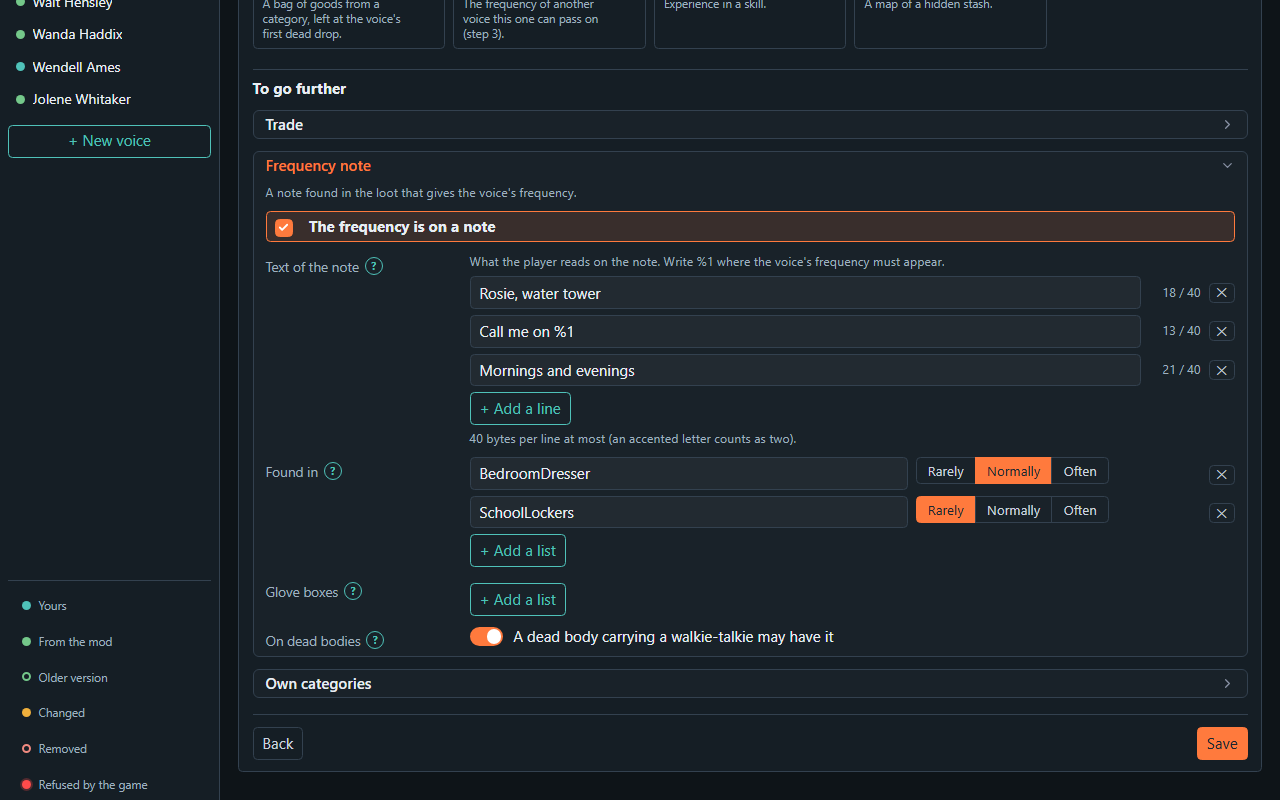 Walt Hensley
Wanda Haddix
Wendell Ames
Jolene Whitaker
+ New voice
Yours
From the mod
Older version
Changed
Removed
Refused by the game
A bag of goods from a
category, left at the voice's
first dead drop.
The frequency of another
voice this one can pass on
(step 3).
Experience in a skill.
A map of a hidden stash.
To go further
Trade
Frequency note
A note found in the loot that gives the voice's frequency.
The frequency is on a note
Text of the note ?
What the player reads on the note. Write %1 where the voice's frequency must appear.
Rosie, water tower 18 / 40
Call me on %1 13 / 40
Mornings and evenings 21 / 40
+ Add a line
40 bytes per line at most (an accented letter counts as two).
Found in ?
BedroomDresser Rarely Normally Often
SchoolLockers Rarely Normally Often
+ Add a list
Glove boxes ?
+ Add a list
On dead bodies ?
A dead body carrying a walkie-talkie may have it
Own categories
Back
Save